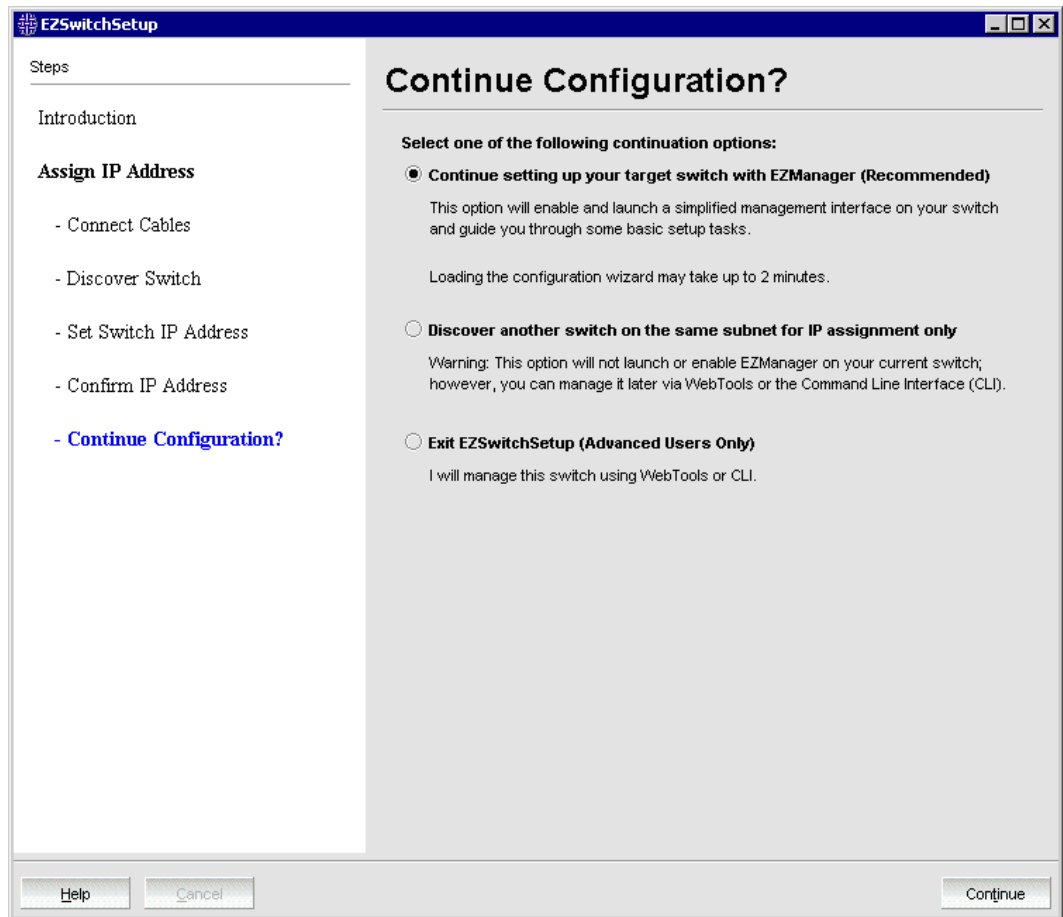 EZSwitchSetup
Steps
Introduction
Assign IP Address
- Connect Cables
- Discover Switch
- Set Switch IP Address
- Confirm IP Address
- Continue Configuration?
Continue Configuration?
Select one of the following continuation options:
Continue setting up your target switch with EZManager (Recommended)
This option will enable and launch a simplified management interface on your switch
and guide you through some basic setup tasks.
Loading the configuration wizard may take up to 2 minutes.
Discover another switch on the same subnet for IP assignment only
Warning: This option will not launch or enable EZManager on your current switch;
however, you can manage it later via WebTools or the Command Line Interface (CLI).
Exit EZSwitchSetup (Advanced Users Only)
I will manage this switch using WebTools or CLI.
Help
Cancel
Continue